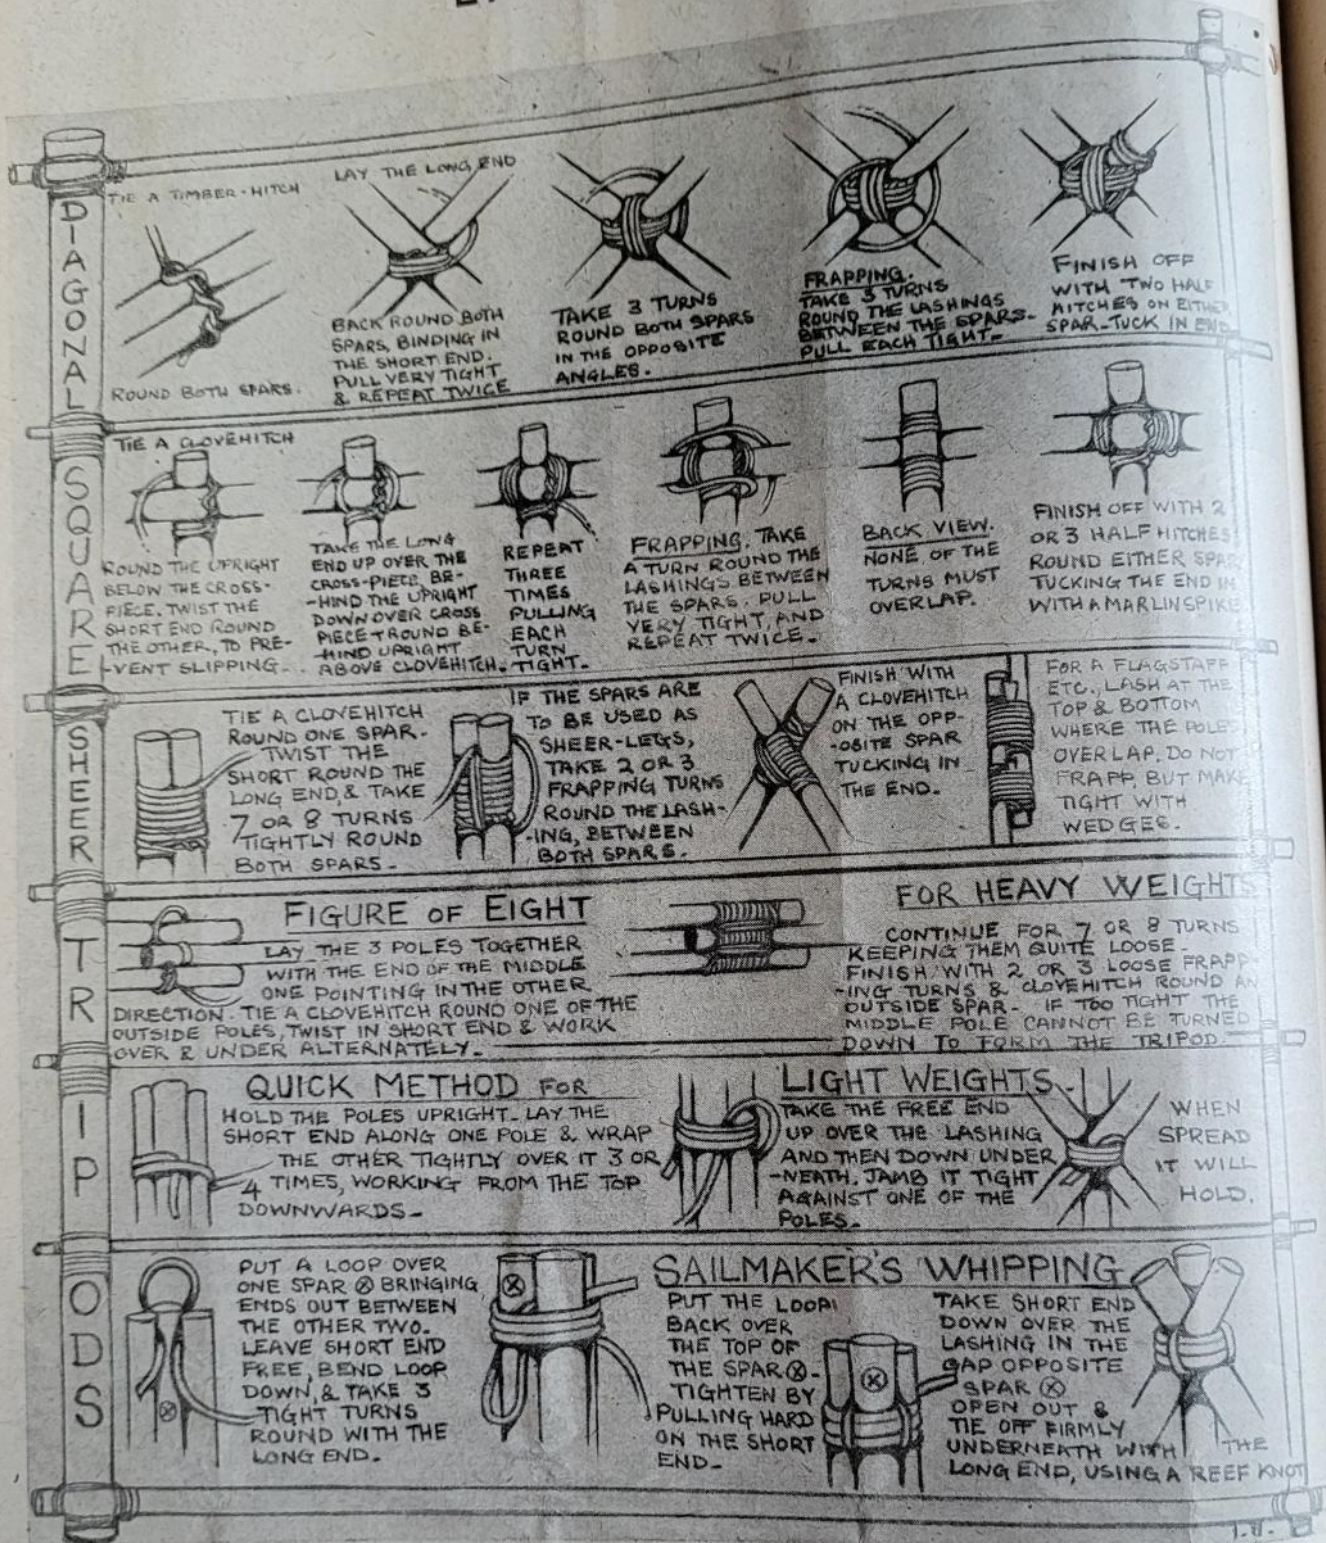 DIAGONAL
TIE A TIMBER-HITCH
ROUND BOTH SPARS.
LAY THE LONG END
BACK ROUND BOTH
SPARS, BINDING IN
THE SHORT END.
PULL VERY TIGHT
& REPEAT TWICE
TAKE 3 TURNS
ROUND BOTH SPARS
IN THE OPPOSITE
ANGLES.
FRAPPING.
TAKE 3 TURNS
ROUND THE LASHINGS
BETWEEN THE SPARS-
PULL EACH TIGHT-
FINISH OFF
WITH TWO HALF
HITCHES ON EITHER
SPAR-TUCK IN END
SQUARE
TIE A CLOVEHITCH
ROUND THE UPRIGHT
BELOW THE CROSS-
PIECE. TWIST THE
SHORT END ROUND
THE OTHER, TO PRE-
-VENT SLIPPING-
TAKE THE LONG
END UP OVER THE
CROSS-PIECE BE-
-HIND THE UPRIGHT
DOWN OVER CROSS
PIECE+ROUND BE-
-HIND UPRIGHT
ABOVE CLOVEHITCH-
REPEAT
THREE
TIMES
PULLING
EACH
TURN
TIGHT-
FRAPPING. TAKE
A TURN ROUND THE
LASHINGS BETWEEN
THE SPARS. PULL
VERY TIGHT, AND
REPEAT TWICE-
BACK VIEW.
NONE OF THE
TURNS MUST
OVERLAP.
FINISH OFF WITH 2
OR 3 HALF HITCHES
ROUND EITHER SPAR
TUCKING THE END IN
WITH A MARLINSPIKE
SHEER
TIE A CLOVEHITCH
ROUND ONE SPAR-
TWIST THE
SHORT ROUND THE
LONG END, & TAKE
7 OR 8 TURNS
TIGHTLY ROUND
BOTH SPARS-
IF THE SPARS ARE
TO BE USED AS
SHEER-LEGS,
TAKE 2 OR 3
FRAPPING TURNS
ROUND THE LASH-
-ING, BETWEEN
BOTH SPARS.
FINISH WITH
A CLOVEHITCH
ON THE OPP-
-OSITE SPAR
TUCKING IN
THE END.
FOR A FLAGSTAFF
ETC., LASH AT THE
TOP & BOTTOM
WHERE THE POLES
OVERLAP. DO NOT
FRAPP, BUT MAKE
TIGHT WITH
WEDGES.
TRIPODS
FIGURE OF EIGHT
LAY THE 3 POLES TOGETHER
WITH THE END OF THE MIDDLE
ONE POINTING IN THE OTHER
DIRECTION. TIE A CLOVEHITCH ROUND ONE OF THE
OUTSIDE POLES, TWIST IN SHORT END & WORK
OVER & UNDER ALTERNATELY-
FOR HEAVY WEIGHTS
CONTINUE FOR 7 OR 8 TURNS
KEEPING THEM QUITE LOOSE-
FINISH WITH 2 OR 3 LOOSE FRAPP-
-ING TURNS & CLOVEHITCH ROUND AN
OUTSIDE SPAR- IF TOO TIGHT THE
MIDDLE POLE CANNOT BE TURNED
DOWN TO FORM THE TRIPOD.
QUICK METHOD FOR
HOLD THE POLES UPRIGHT- LAY THE
SHORT END ALONG ONE POLE & WRAP
THE OTHER TIGHTLY OVER IT 3 OR
4 TIMES, WORKING FROM THE TOP
DOWNWARDS-
LIGHT WEIGHTS-
TAKE THE FREE END
UP OVER THE LASHING
AND THEN DOWN UNDER
-NEATH. JAMB IT TIGHT
AGAINST ONE OF THE
POLES-
WHEN
SPREAD
IT WILL
HOLD.
PUT A LOOP OVER
ONE SPAR ⓧ BRINGING
ENDS OUT BETWEEN
THE OTHER TWO.
LEAVE SHORT END
FREE, BEND LOOP
DOWN, & TAKE 3
TIGHT TURNS
ROUND WITH THE
LONG END.
SAILMAKER'S WHIPPING
PUT THE LOOP
BACK OVER
THE TOP OF
THE SPAR ⓧ-
TIGHTEN BY
PULLING HARD
ON THE SHORT
END-
TAKE SHORT END
DOWN OVER THE
LASHING IN THE
GAP OPPOSITE
SPAR ⓧ
OPEN OUT &
TIE OFF FIRMLY
UNDERNEATH WITH THE
LONG END, USING A REEF KNOT